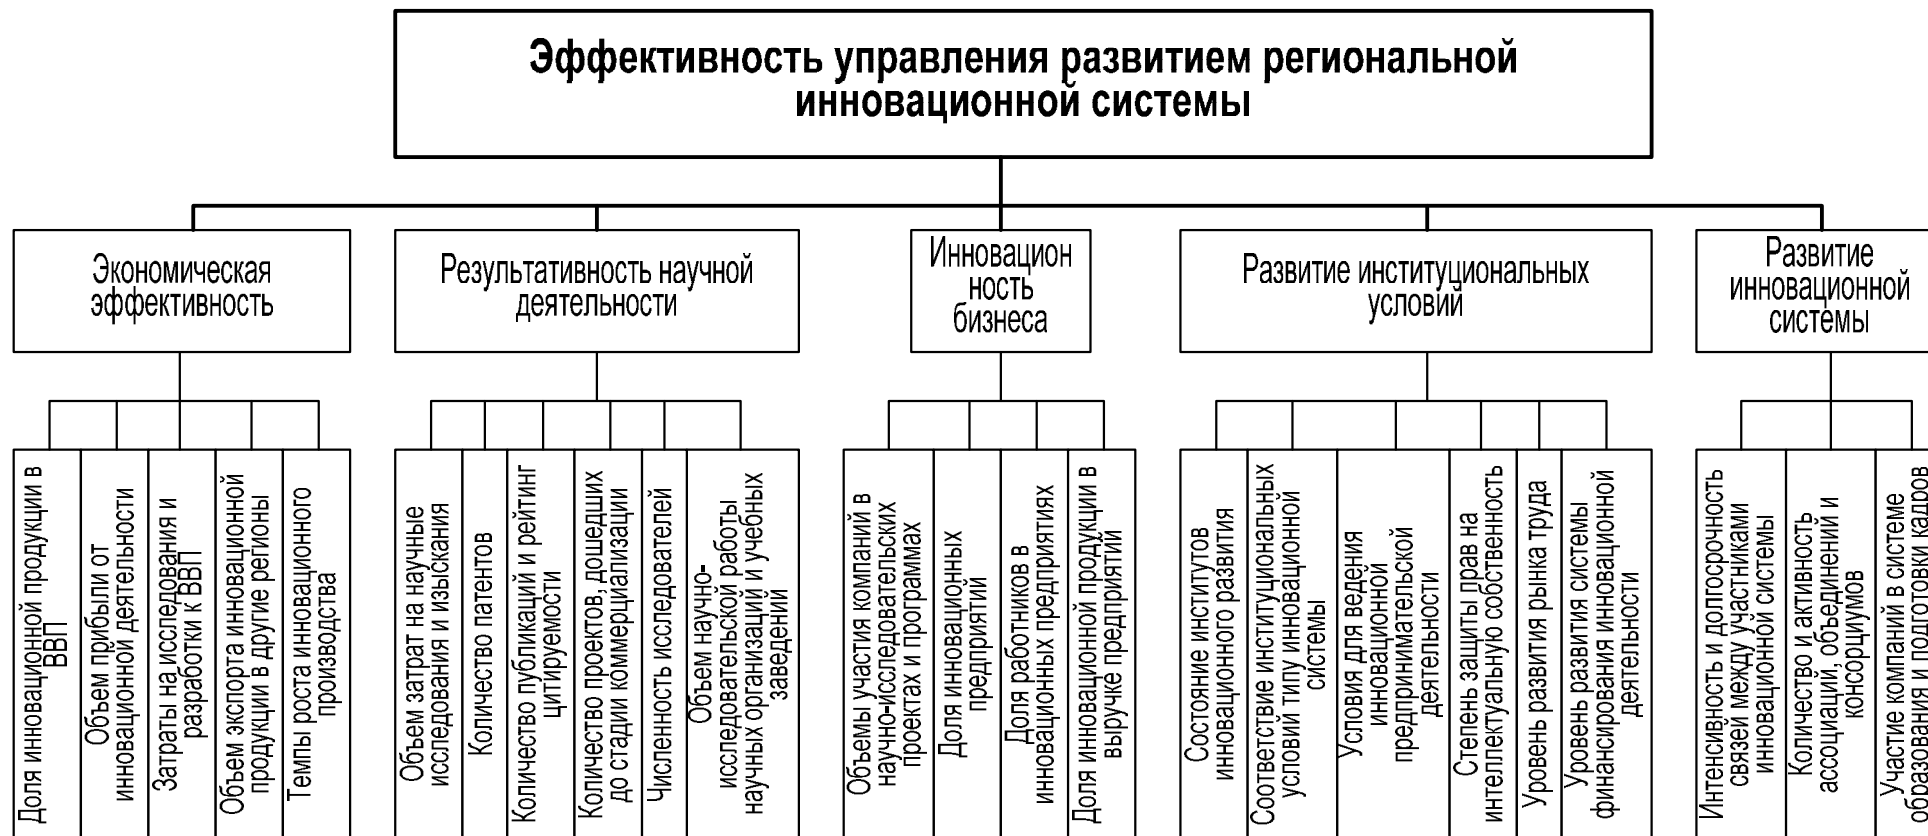 Эффективность управления развитием региональной
инновационной системы
Экономическая
эффективность
Результативность научной
деятельности
Инновацион
ность
бизнеса
Развитие институциональных
условий
Развитие
инновационной
системы
Доля инновационной продукции в
ВВП
Объем прибыли от
инновационной деятельности
Затраты на исследования и
разработки к ВВП
Объем экспорта инновационной
продукции в другие регионы
Темпы роста инновационного
производства
Объем затрат на научные
исследования и изыскания
Количество патентов
Количество публикаций и рейтинг
цитируемости
Количество проектов, дошедших
до стадии коммерциализации
Численность исследователей
Объем научно-
исследовательской работы
научных организаций и учебных
заведений
Объемы участия компаний в
научно-исследовательских
проектах и программах
Доля инновационных
предприятий
Доля работников в
инновационных предприятиях
Доля инновационной продукции в
выручке предприятий
Состояние институтов
инновационного развития
Соответствие институциональных
условий типу инновационной
системы
Условия для ведения
инновационной
предпринимательской
деятельности
Степень защиты прав на
интеллектуальную собственность
Уровень развития рынка труда
Уровень развития системы
финансирования инновационной
деятельности
Интенсивность и долгосрочность
связей между участниками
инновационной системы
Количество и активность
ассоциаций, объединений и
консорциумов
Участие компаний в системе
образования и подготовки кадров